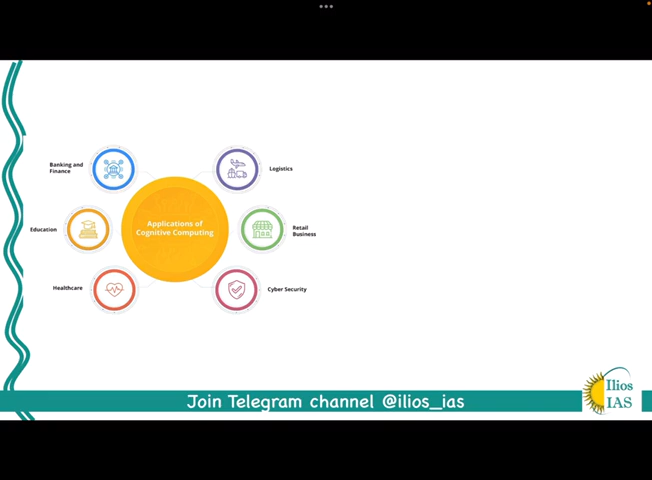 Banking and
Finance
Logistics
Education
Applications of
Cognitive Computing
Retail
Business
Healthcare
Cyber Security
Join Telegram channel @ilios_ias
Ilios
IAS